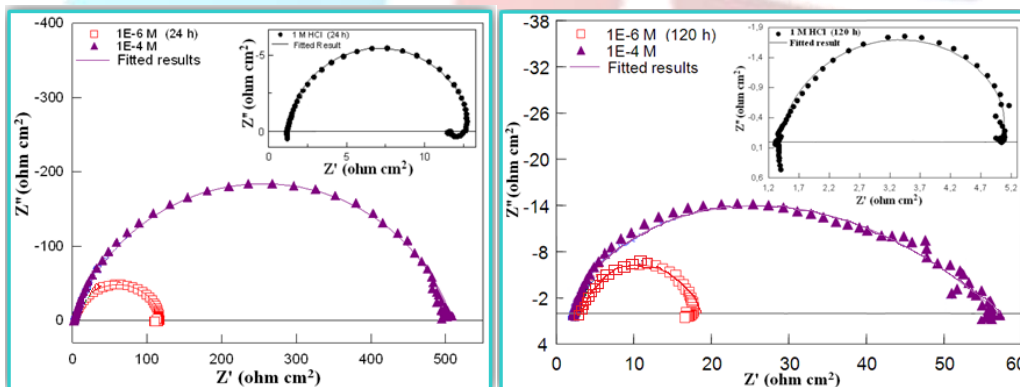 -400
1E-6 M (24 h)
1E-4 M
Fitted results
1 M HCl (24 h)
Fitted Result
-5
0
5
10
Z'' (ohm cm²)
Z' (ohm cm²)
-300
-200
-100
0
0
100
200
300
400
500
Z'' (ohm cm²)
Z' (ohm cm²)
-38
1E-6 M (120 h)
1E-4 M
Fitted results
1 M HCl (120 h)
Fitted result
-1,9
-1,4
-0,9
-0,4
0,1
0,6
1,2
1,7
2,2
2,7
3,2
3,7
4,2
4,7
5,2
Z'' (ohm cm²)
Z' (ohm cm²)
-32
-26
-20
-14
-8
-2
4
0
10
20
30
40
50
60
Z'' (ohm cm²)
Z' (ohm cm²)